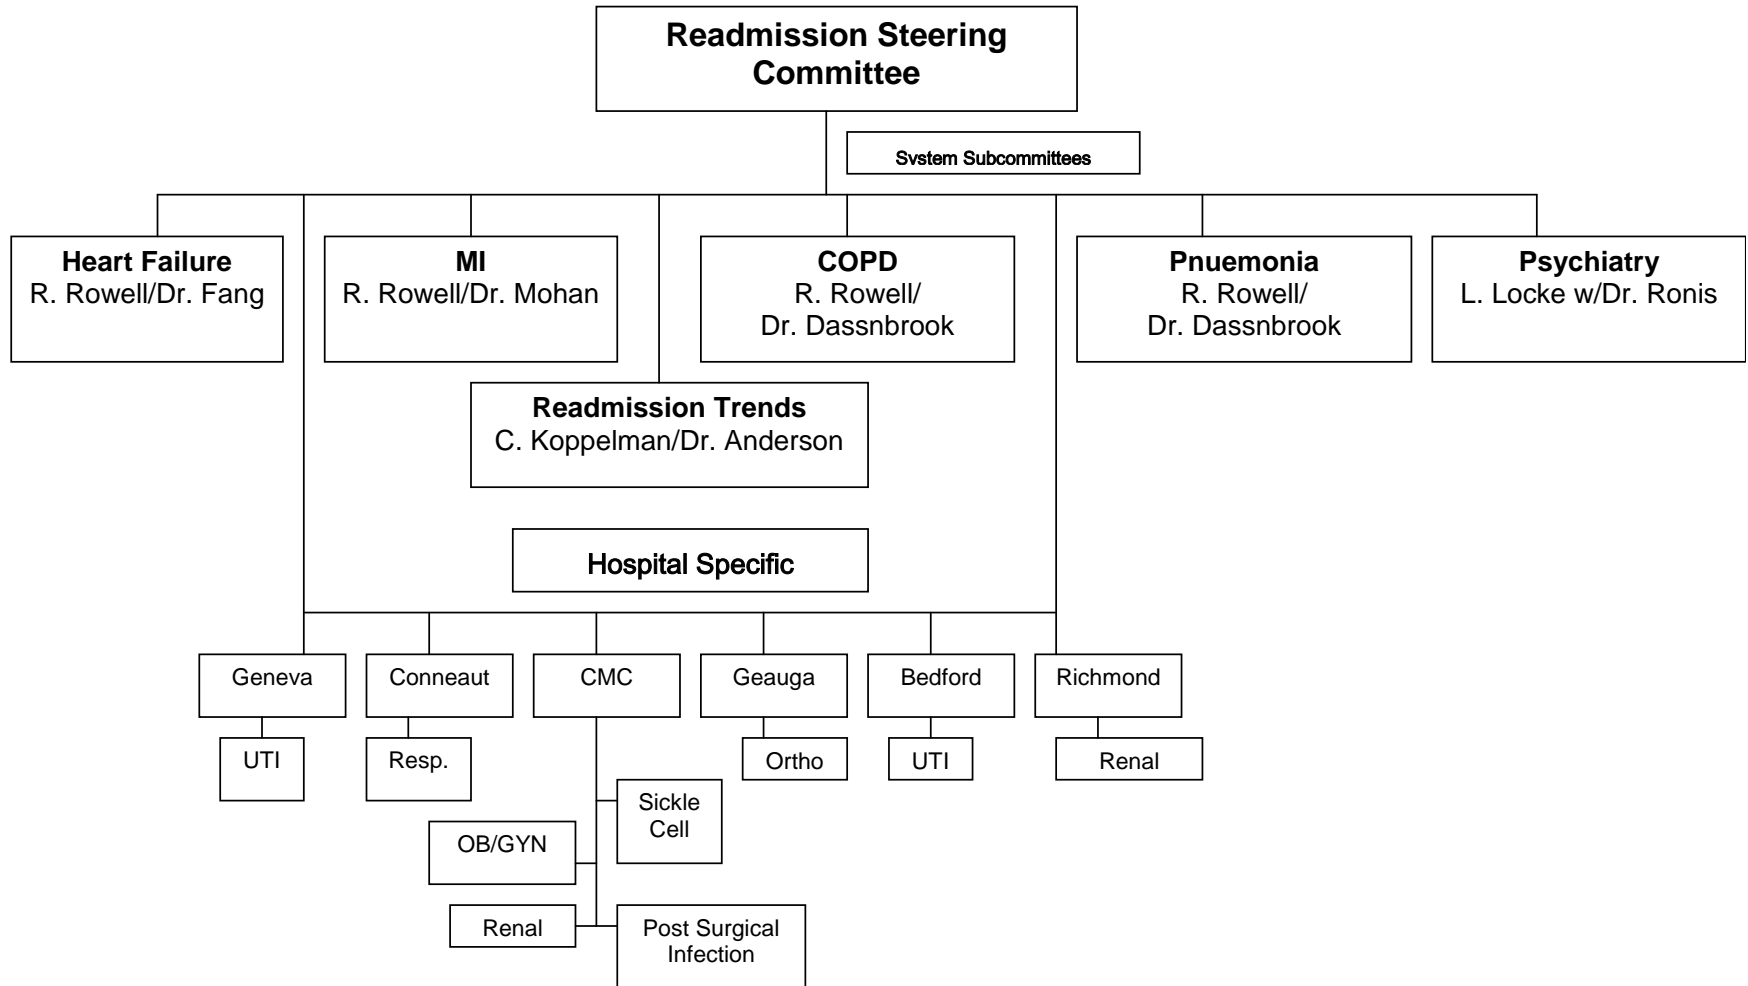 Readmission Steering
Committee
System Subcommittees
Heart Failure
R. Rowell/Dr. Fang
MI
R. Rowell/Dr. Mohan
COPD
R. Rowell/
Dr. Dassnbrook
Pnuemonia
R. Rowell/
Dr. Dassnbrook
Psychiatry
L. Locke w/Dr. Ronis
Readmission Trends
C. Koppelman/Dr. Anderson
Hospital Specific
Geneva
Conneaut
CMC
Geauga
Bedford
Richmond
UTI
Resp.
Ortho
UTI
Renal
Sickle
Cell
OB/GYN
Renal
Post Surgical
Infection